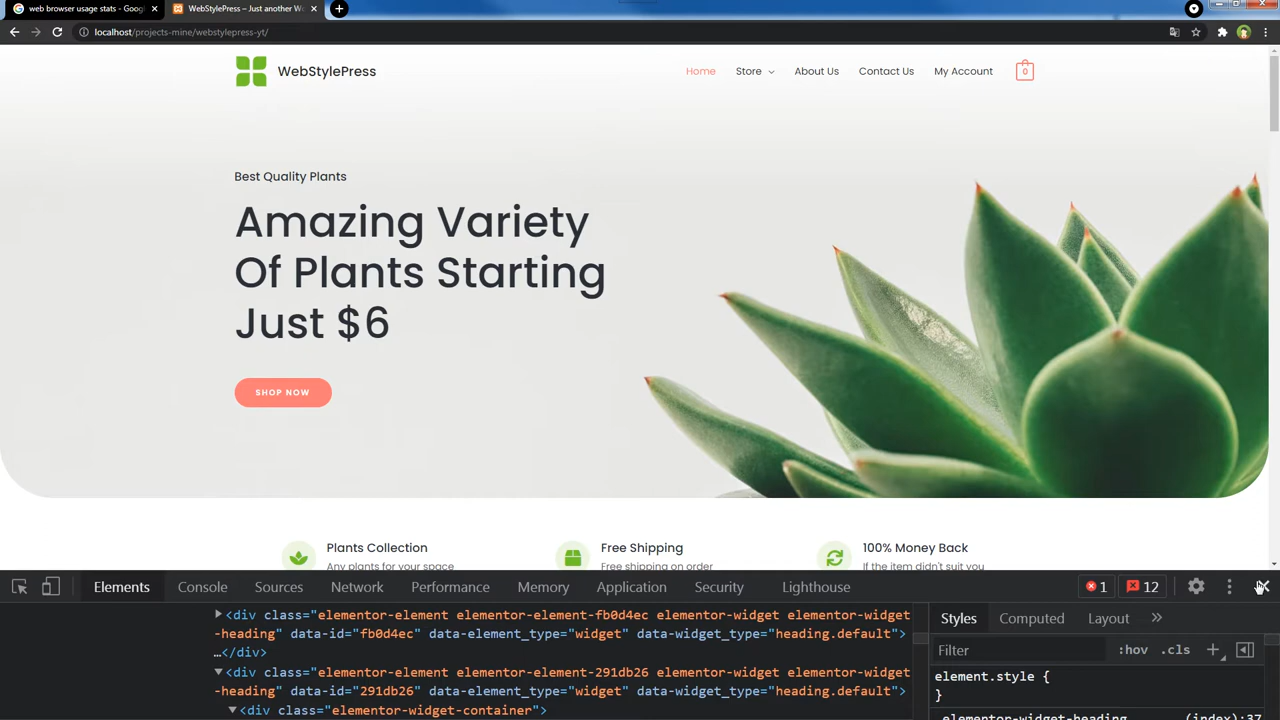 web browser usage stats - Googl
WebStylePress – Just another W
localhost/projects-mine/webstylepress-yt/
WebStylePress
Home Store About Us Contact Us My Account 0
Best Quality Plants
Amazing Variety
Of Plants Starting
Just $6
SHOP NOW
Plants Collection
Any plants for your space
Free Shipping
Free shipping on order
100% Money Back
If the item didn't suit you
Elements Console Sources Network Performance Memory Application Security Lighthouse 1 12
<div class="elementor-element elementor-element-fb0d4ec elementor-widget elementor-widget
-heading" data-id="fb0d4ec" data-element_type="widget" data-widget_type="heading.default">
…</div>
<div class="elementor-element elementor-element-291db26 elementor-widget elementor-widget
-heading" data-id="291db26" data-element_type="widget" data-widget_type="heading.default">
<div class="elementor-widget-container">
Styles Computed Layout
Filter :hov .cls
element.style {
}
.elementor-widget-heading (index):37